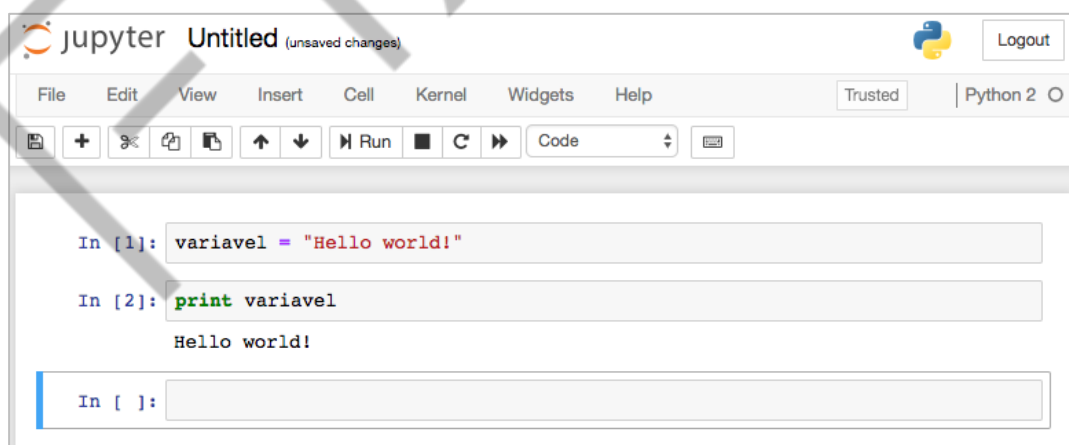 jupyter Untitled (unsaved changes) Logout
File Edit View Insert Cell Kernel Widgets Help Trusted Python 2
Run Code
In [1]: variavel = "Hello world!"
In [2]: print variavel
Hello world!
In [ ]: